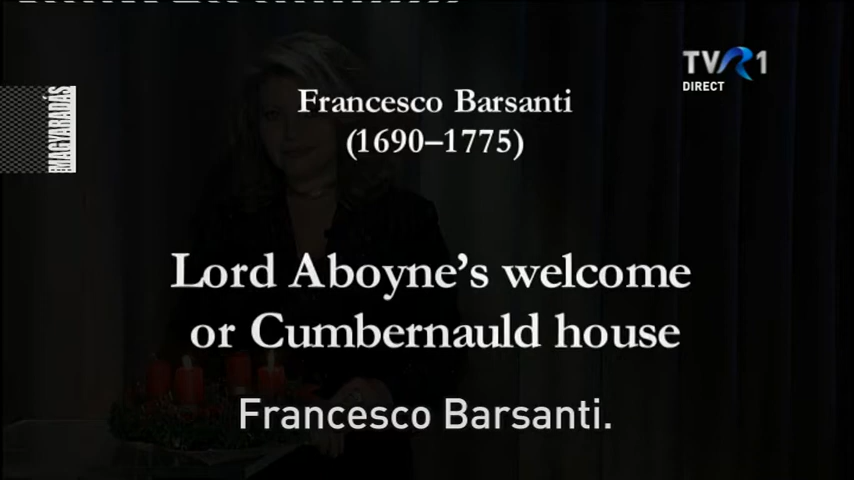 TVR1
DIRECT
MAGYARADÁS
Francesco Barsanti
(1690–1775)
Lord Aboyne’s welcome
or Cumbernauld house
Francesco Barsanti.